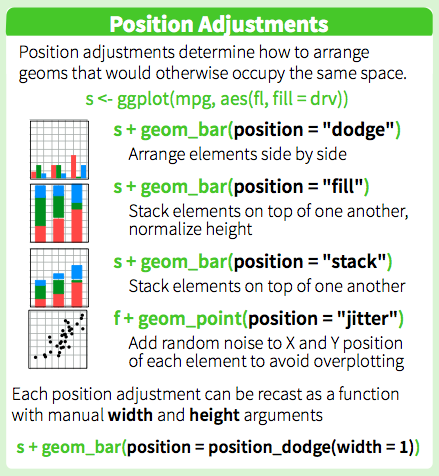 Position Adjustments
Position adjustments determine how to arrange
geoms that would otherwise occupy the same space.
s <- ggplot(mpg, aes(fl, fill = drv))
s + geom_bar(position = "dodge")
Arrange elements side by side
s + geom_bar(position = "fill")
Stack elements on top of one another,
normalize height
s + geom_bar(position = "stack")
Stack elements on top of one another
f + geom_point(position = "jitter")
Add random noise to X and Y position
of each element to avoid overplotting
Each position adjustment can be recast as a function
with manual width and height arguments
s + geom_bar(position = position_dodge(width = 1))